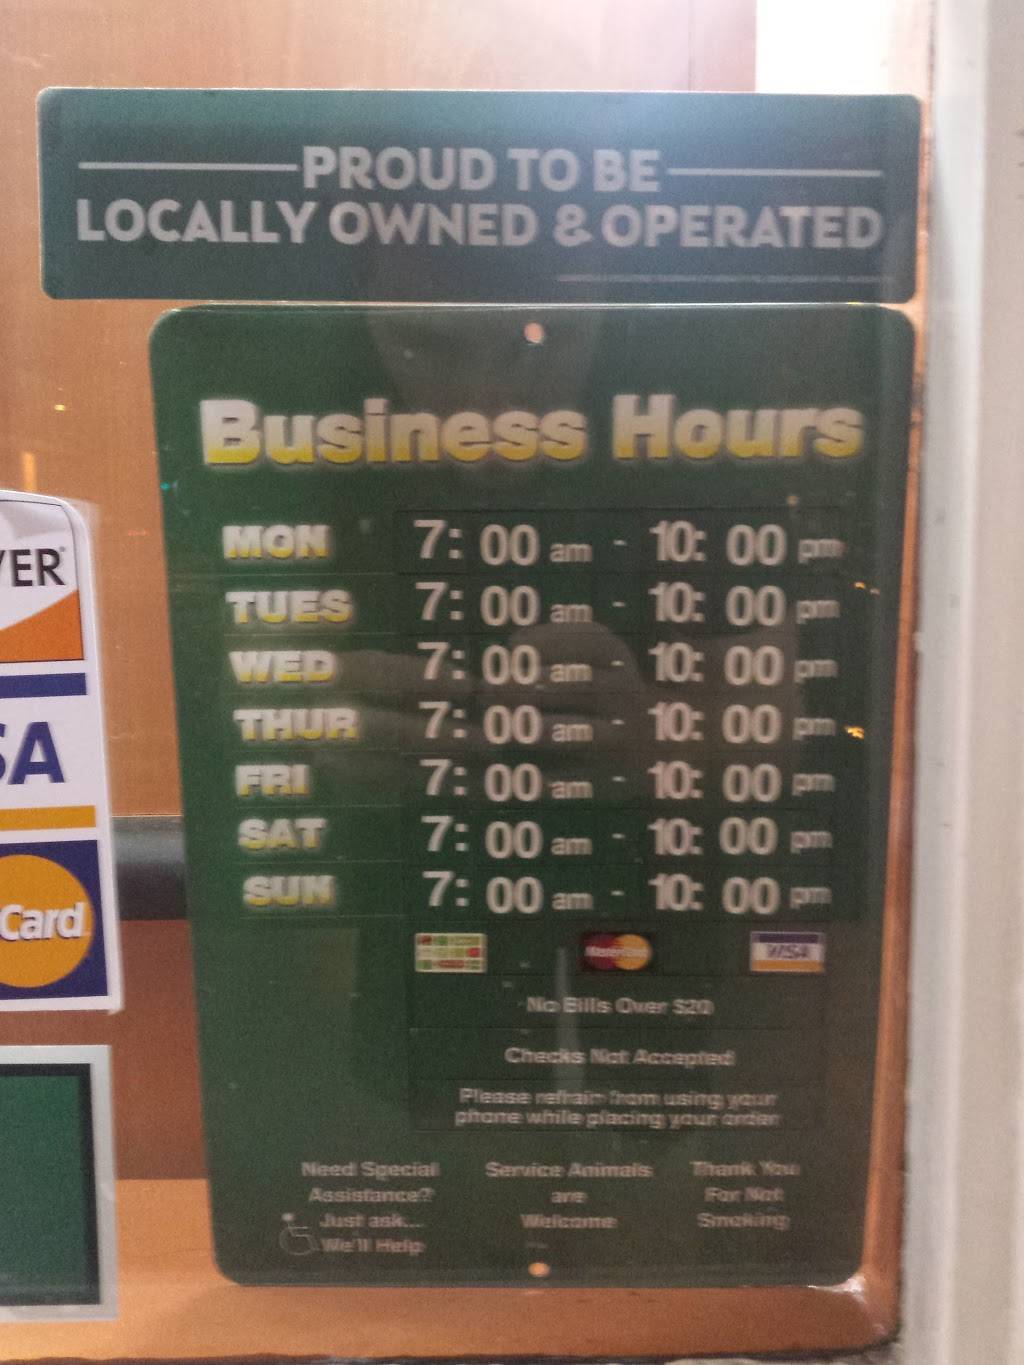 PROUD TO BE
LOCALLY OWNED & OPERATED
Business Hours
MON 7:00 am - 10:00 pm
TUES 7:00 am - 10:00 pm
WED 7:00 am - 10:00 pm
THUR 7:00 am - 10:00 pm
FRI 7:00 am - 10:00 pm
SAT 7:00 am - 10:00 pm
SUN 7:00 am - 10:00 pm
MasterCard VISA
No Bills Over $20
Checks Not Accepted
Please refrain from using your
phone while placing your order
Need Special
Assistance?
Just ask...
We'll Help
Service Animals
are
Welcome
Thank You
For Not
Smoking
VER
SA
Card